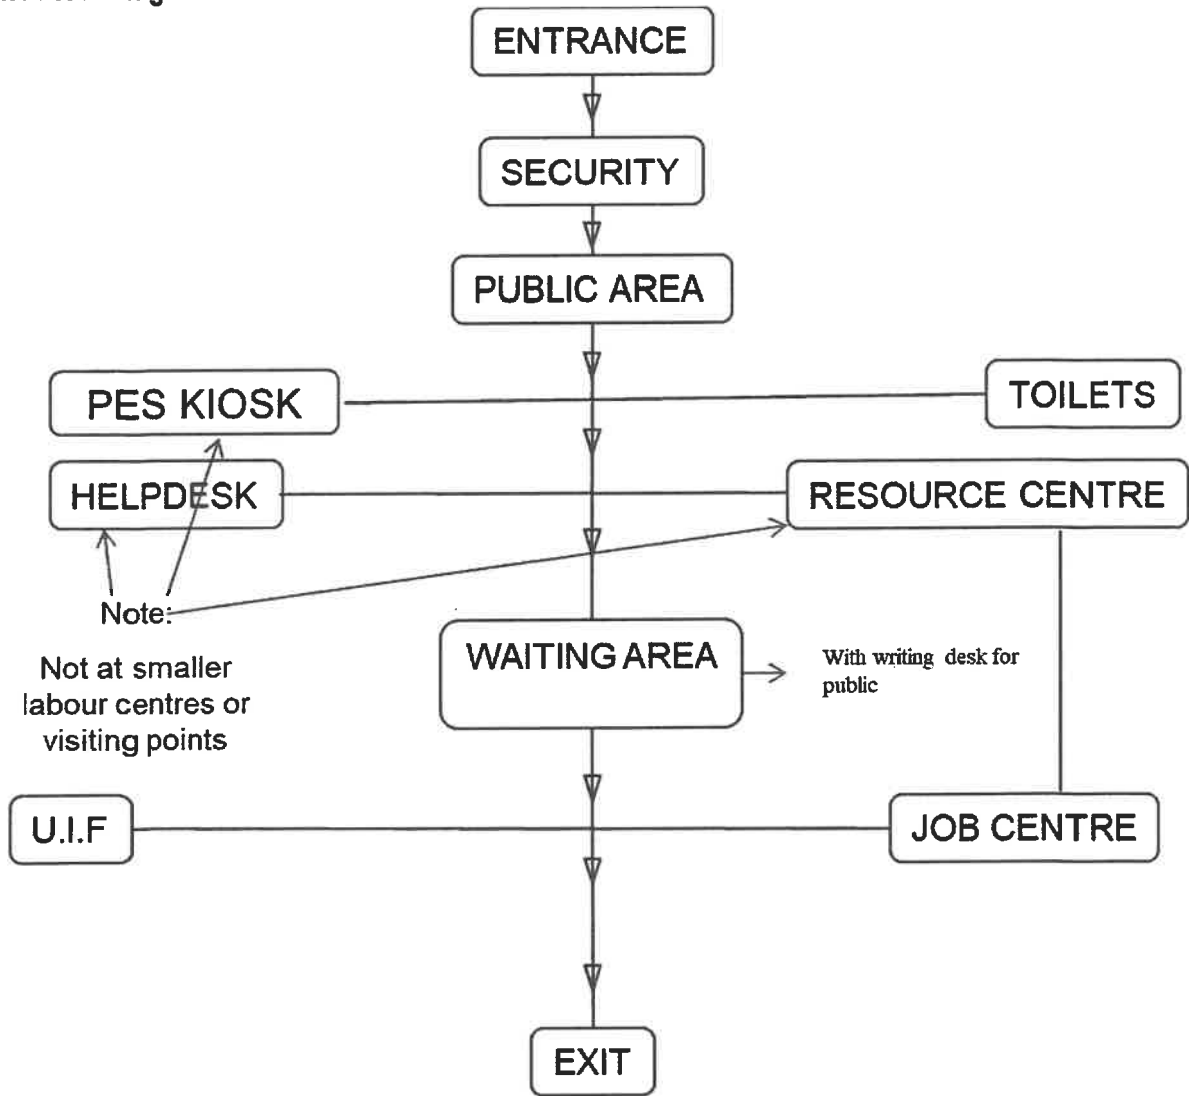 ENTRANCE
SECURITY
PUBLIC AREA
PES KIOSK
TOILETS
HELPDESK
RESOURCE CENTRE
Note:
Not at smaller
labour centres or
visiting points
WAITING AREA
With writing desk for
public
U.I.F
JOB CENTRE
EXIT